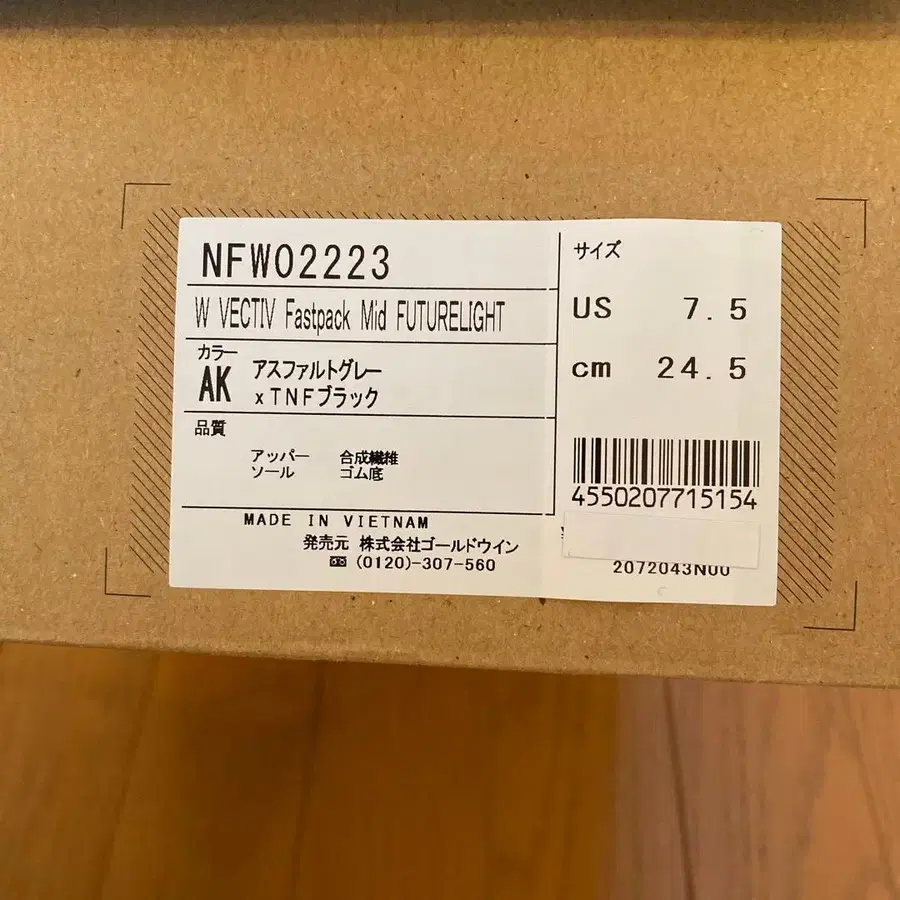 NFW02223
W VECTIV Fastpack Mid FUTURELIGHT
カラー
AK アスファルトグレー
xTNFブラック
品質
アッパー 合成繊維
ソール ゴム底
MADE IN VIETNAM
発売元 株式会社ゴールドウイン
(0120)-307-560
サイズ
US 7.5
cm 24.5
4550207715154
2072043N00